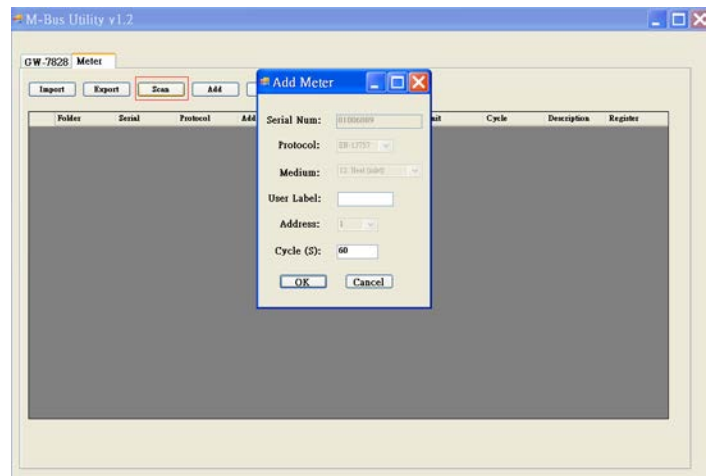 M-Bus Utility v1.2
GW-7828 Meter
Import Export Scan Add
Folder Serial Protocol Cycle Description Register
Add Meter
Serial Num:
Protocol:
Medium:
User Label:
Address: 1
Cycle (S): 60
OK Cancel